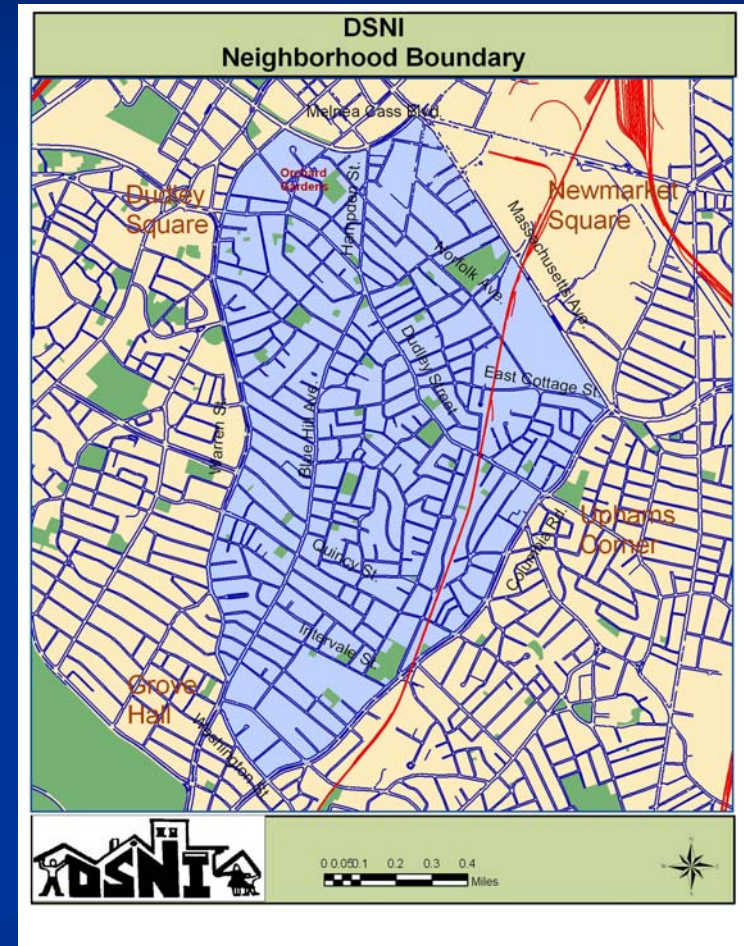 DSNI
Neighborhood Boundary
Melnea Cass Blvd.
Orchard
Gardens
Hampden St.
Dudley
Square
Newmarket
Square
Massachusetts Ave.
Norfolk Ave.
Dudley Street
East Cottage St.
Warren St.
Blue Hill Ave.
Uphams
Corner
Columbia Rd.
Quincy St.
Intervale St.
Grove
Hall
Washington St.
DSNI
0 0.050.1 0.2 0.3 0.4
Miles